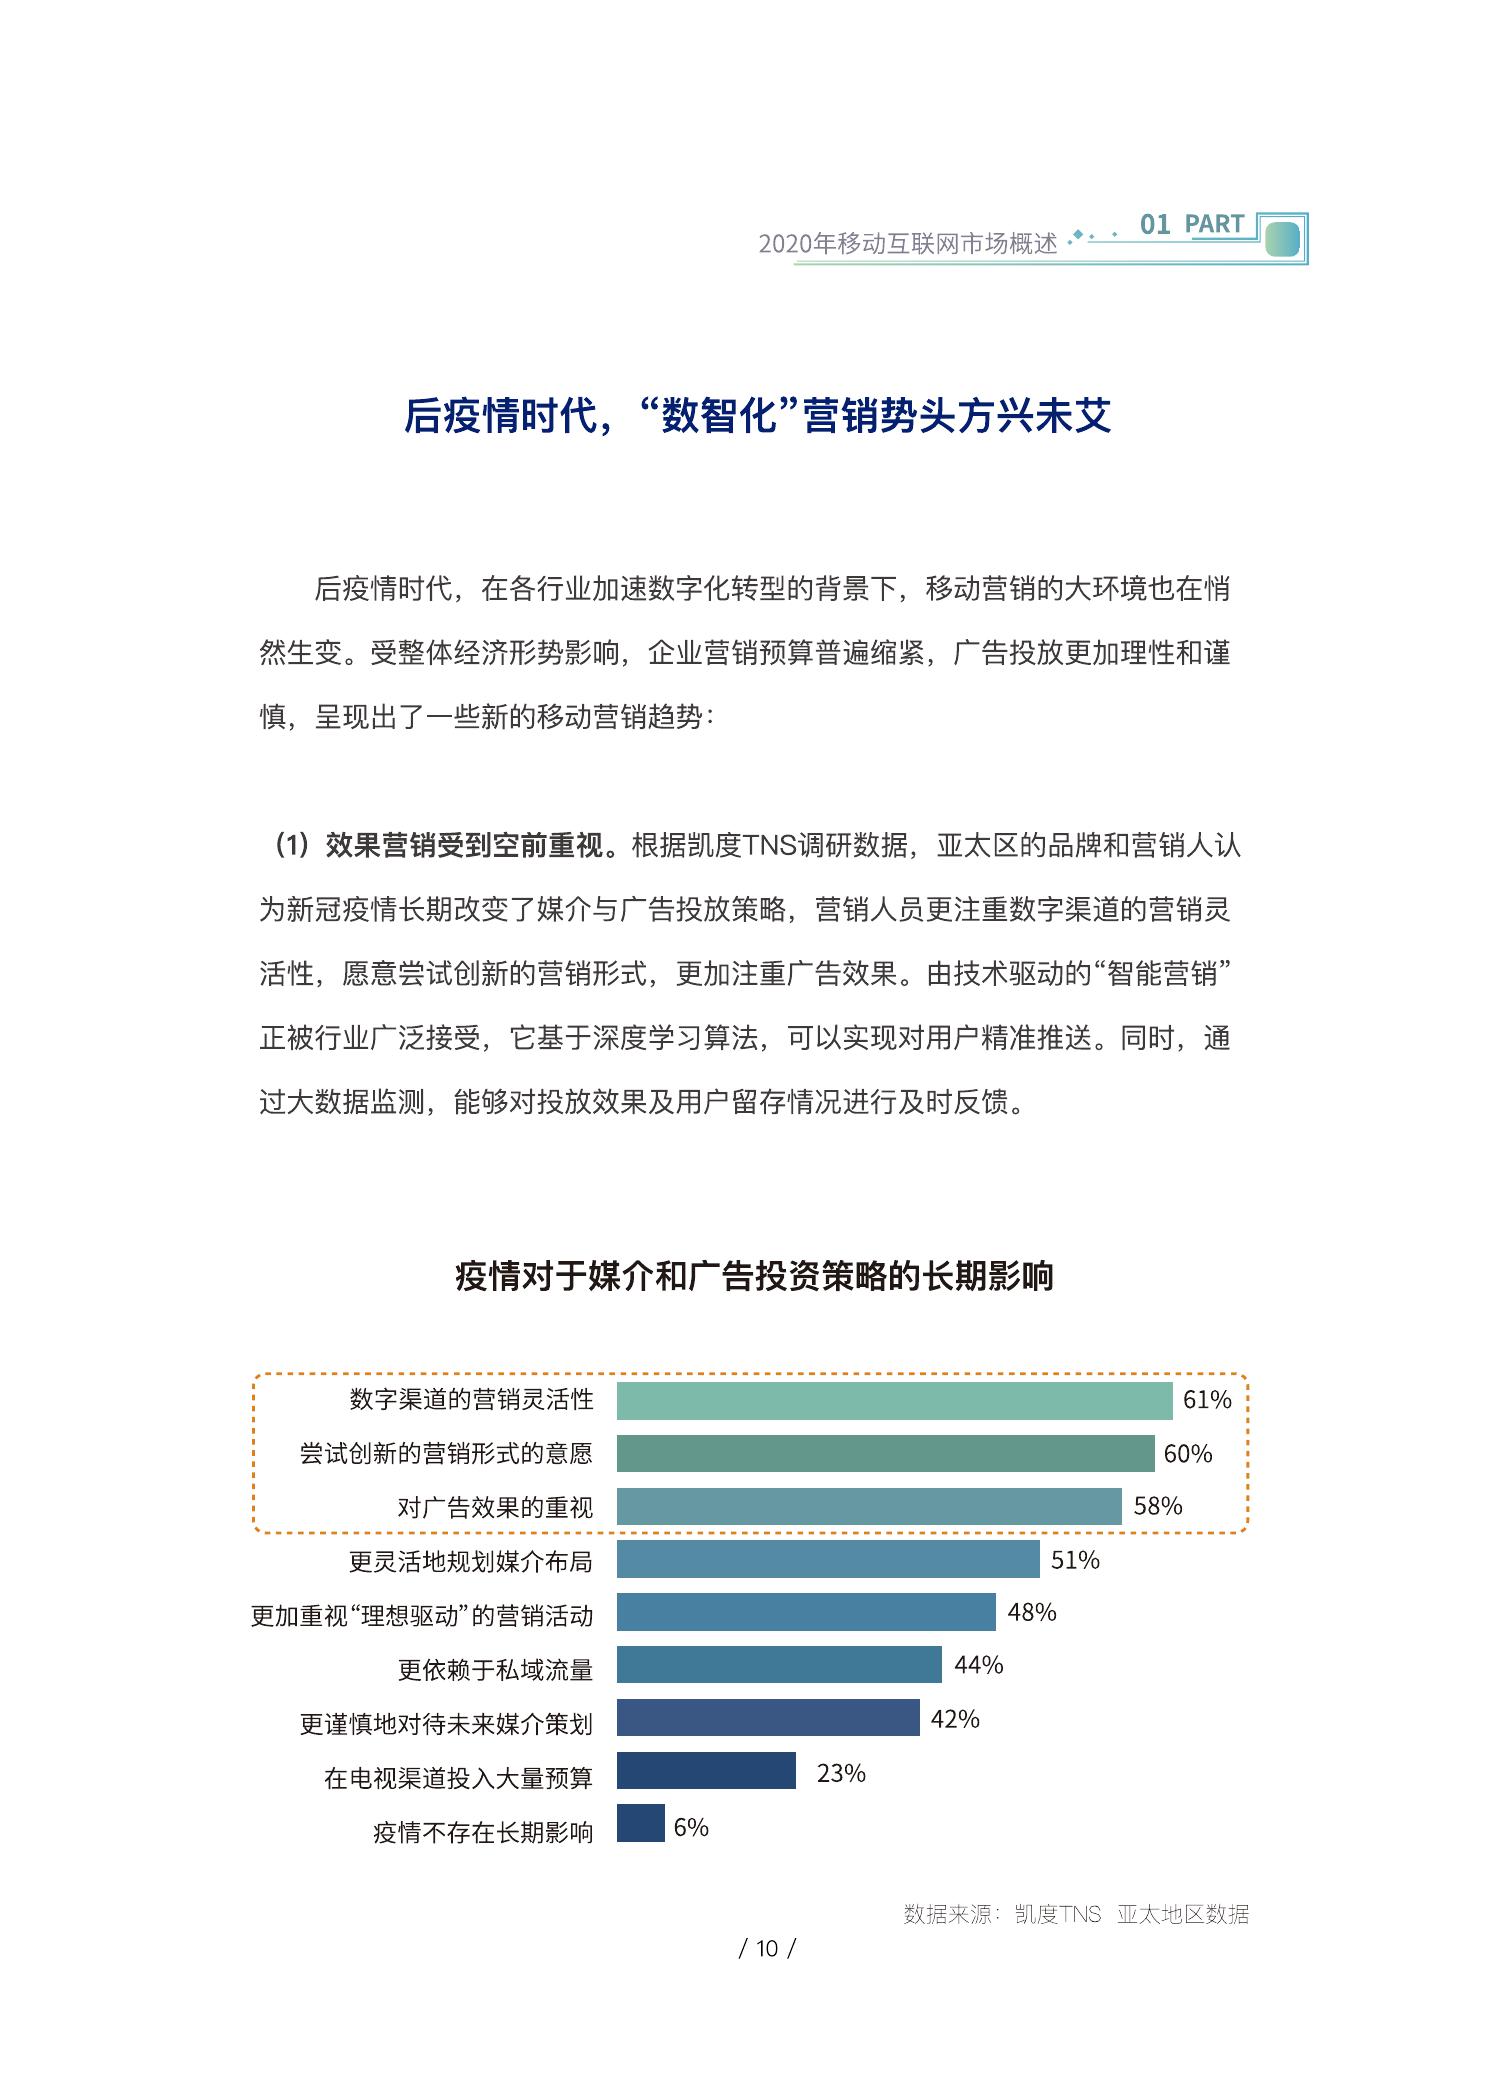 2020年移动互联网市场概述
01 PART
后疫情时代，“数智化”营销势头方兴未艾
后疫情时代，在各行业加速数字化转型的背景下，移动营销的大环境也在悄
然生变。受整体经济形势影响，企业营销预算普遍缩紧，广告投放更加理性和谨
慎，呈现出了一些新的移动营销趋势：
（1）效果营销受到空前重视。根据凯度TNS调研数据，亚太区的品牌和营销人认
为新冠疫情长期改变了媒介与广告投放策略，营销人员更注重数字渠道的营销灵
活性，愿意尝试创新的营销形式，更加注重广告效果。由技术驱动的“智能营销”
正被行业广泛接受，它基于深度学习算法，可以实现对用户精准推送。同时，通
过大数据监测，能够对投放效果及用户留存情况进行及时反馈。
疫情对于媒介和广告投资策略的长期影响
数字渠道的营销灵活性 61%
尝试创新的营销形式的意愿 60%
对广告效果的重视 58%
更灵活地规划媒介布局 51%
更加重视“理想驱动”的营销活动 48%
更依赖于私域流量 44%
更谨慎地对待未来媒介策划 42%
在电视渠道投入大量预算 23%
疫情不存在长期影响 6%
数据来源：凯度TNS 亚太地区数据
/ 10 /